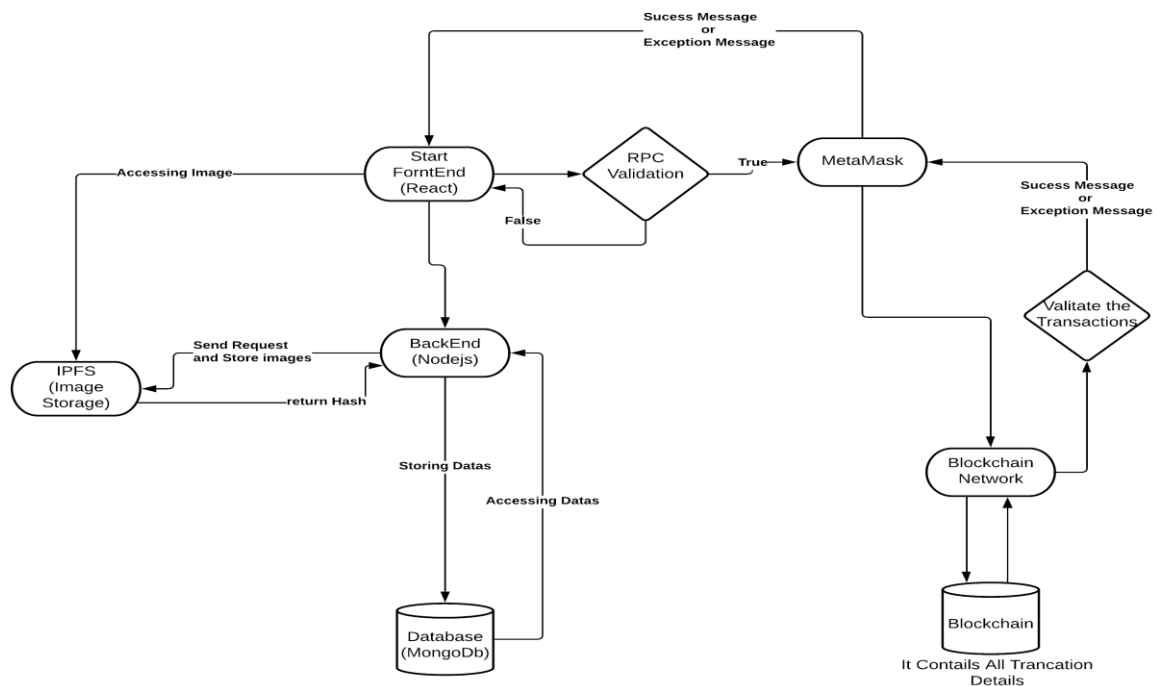 Sucess Message
or
Exception Message
Start
ForntEnd
(React)
RPC
Validation
True
MetaMask
Accessing Image
False
Sucess Message
or
Exception Message
Valitate the
Transactions
BackEnd
(Nodejs)
Send Request
and Store images
IPFS
(Image
Storage)
return Hash
Storing Datas
Accessing Datas
Blockchain
Network
Database
(MongoDb)
Blockchain
It Contails All Trancation
Details